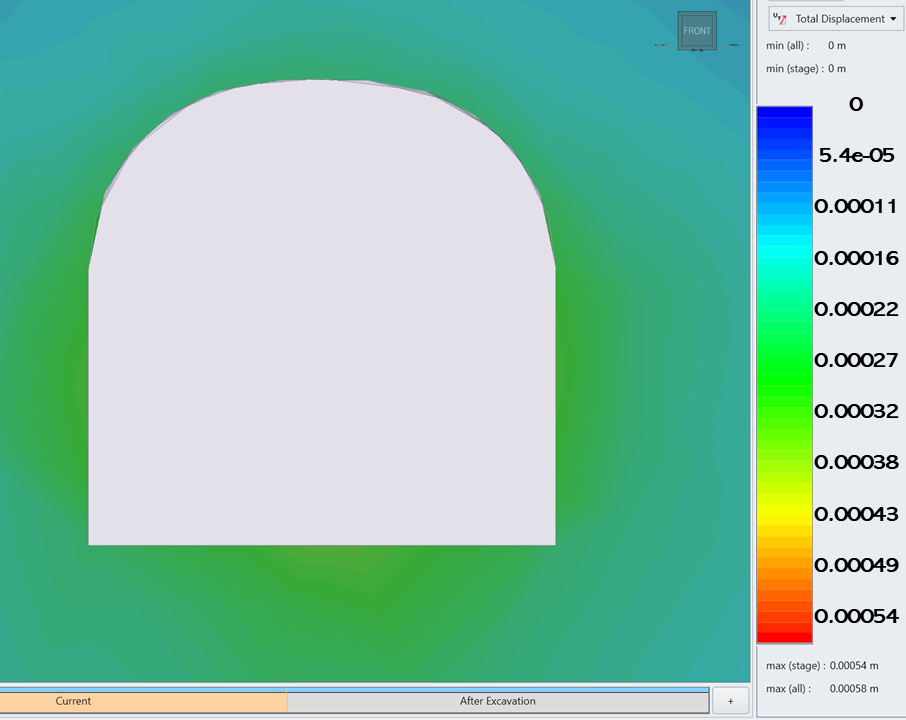 FRONT
Total Displacement
min (all) : 0 m
min (stage) : 0 m
0
5.4e-05
0.00011
0.00016
0.00022
0.00027
0.00032
0.00038
0.00043
0.00049
0.00054
max (stage) : 0.00054 m
max (all) : 0.00058 m
Current
After Excavation
+